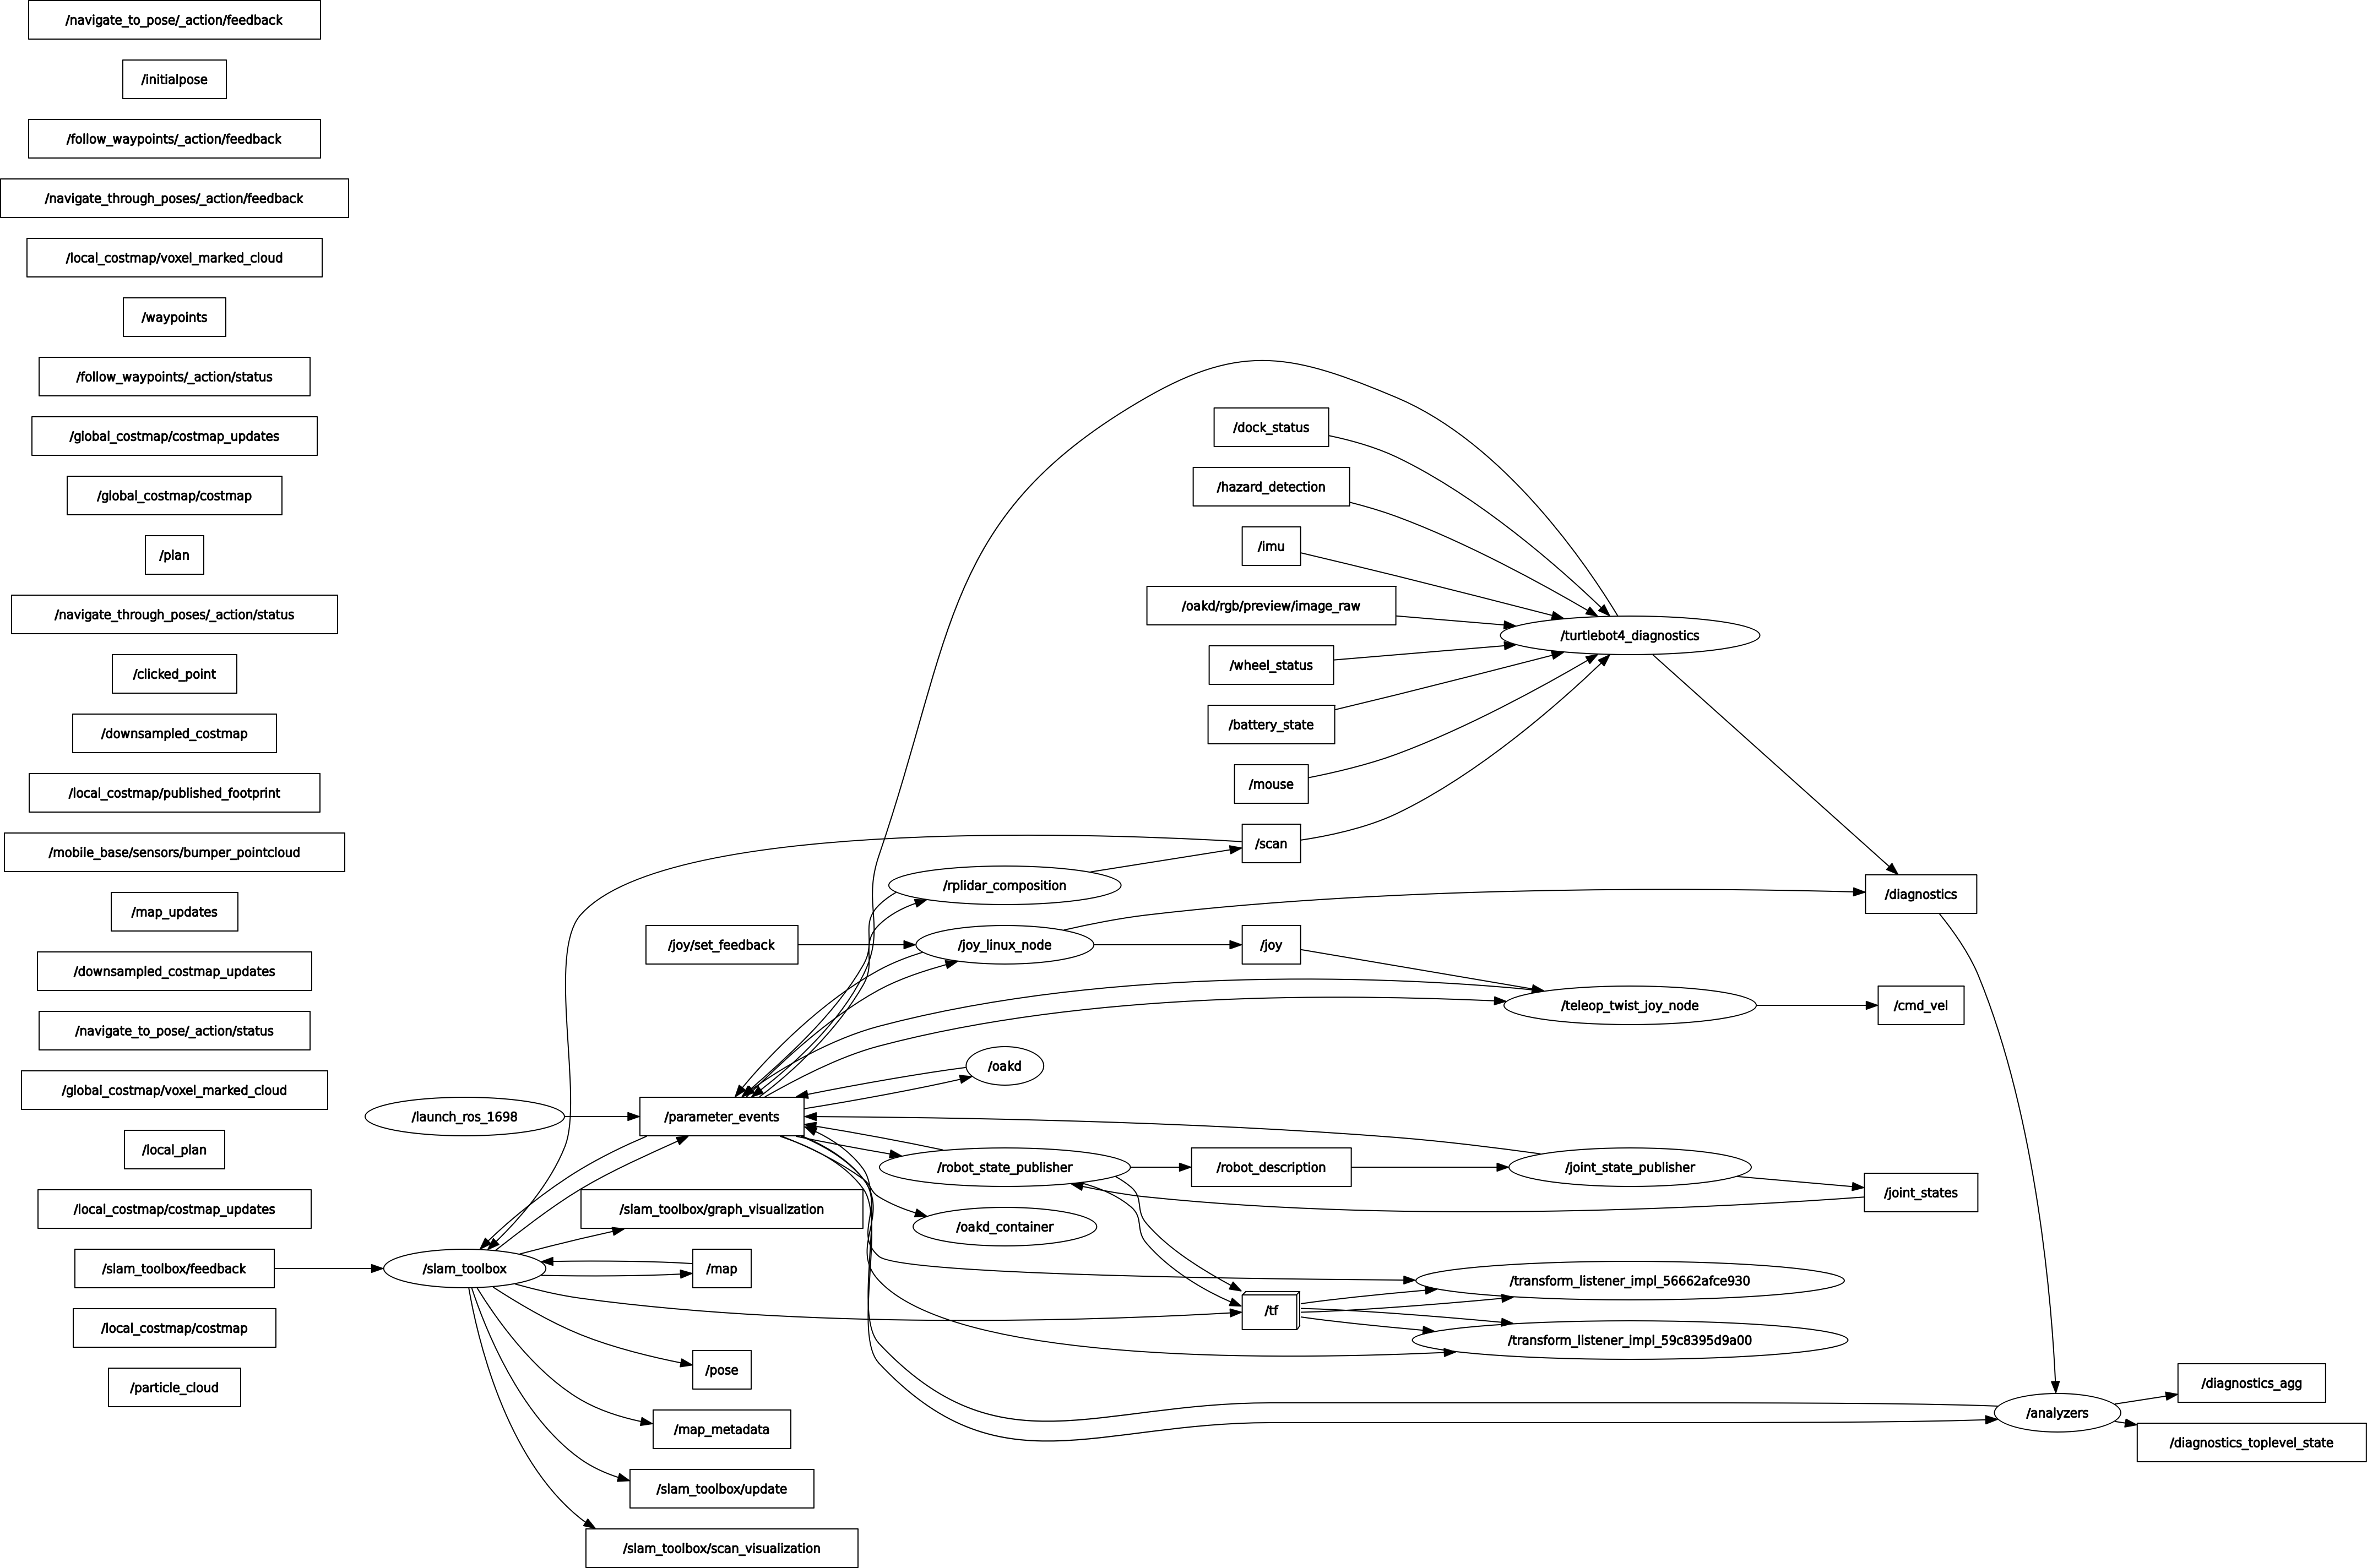 /navigate_to_pose/_action/feedback
/initialpose
/follow_waypoints/_action/feedback
/navigate_through_poses/_action/feedback
/local_costmap/voxel_marked_cloud
/waypoints
/follow_waypoints/_action/status
/global_costmap/costmap_updates
/global_costmap/costmap
/plan
/navigate_through_poses/_action/status
/clicked_point
/downsampled_costmap
/local_costmap/published_footprint
/mobile_base/sensors/bumper_pointcloud
/map_updates
/downsampled_costmap_updates
/navigate_to_pose/_action/status
/global_costmap/voxel_marked_cloud
/local_plan
/local_costmap/costmap_updates
/slam_toolbox/feedback
/local_costmap/costmap
/particle_cloud
/launch_ros_1698
/slam_toolbox
/joy/set_feedback
/parameter_events
/slam_toolbox/graph_visualization
/map
/pose
/map_metadata
/slam_toolbox/update
/slam_toolbox/scan_visualization
/rplidar_composition
/joy_linux_node
/oakd
/robot_state_publisher
/oakd_container
/dock_status
/hazard_detection
/imu
/oakd/rgb/preview/image_raw
/wheel_status
/battery_state
/mouse
/scan
/joy
/robot_description
/tf
/turtlebot4_diagnostics
/teleop_twist_joy_node
/joint_state_publisher
/transform_listener_impl_56662afce930
/transform_listener_impl_59c8395d9a00
/diagnostics
/cmd_vel
/joint_states
/analyzers
/diagnostics_agg
/diagnostics_toplevel_state